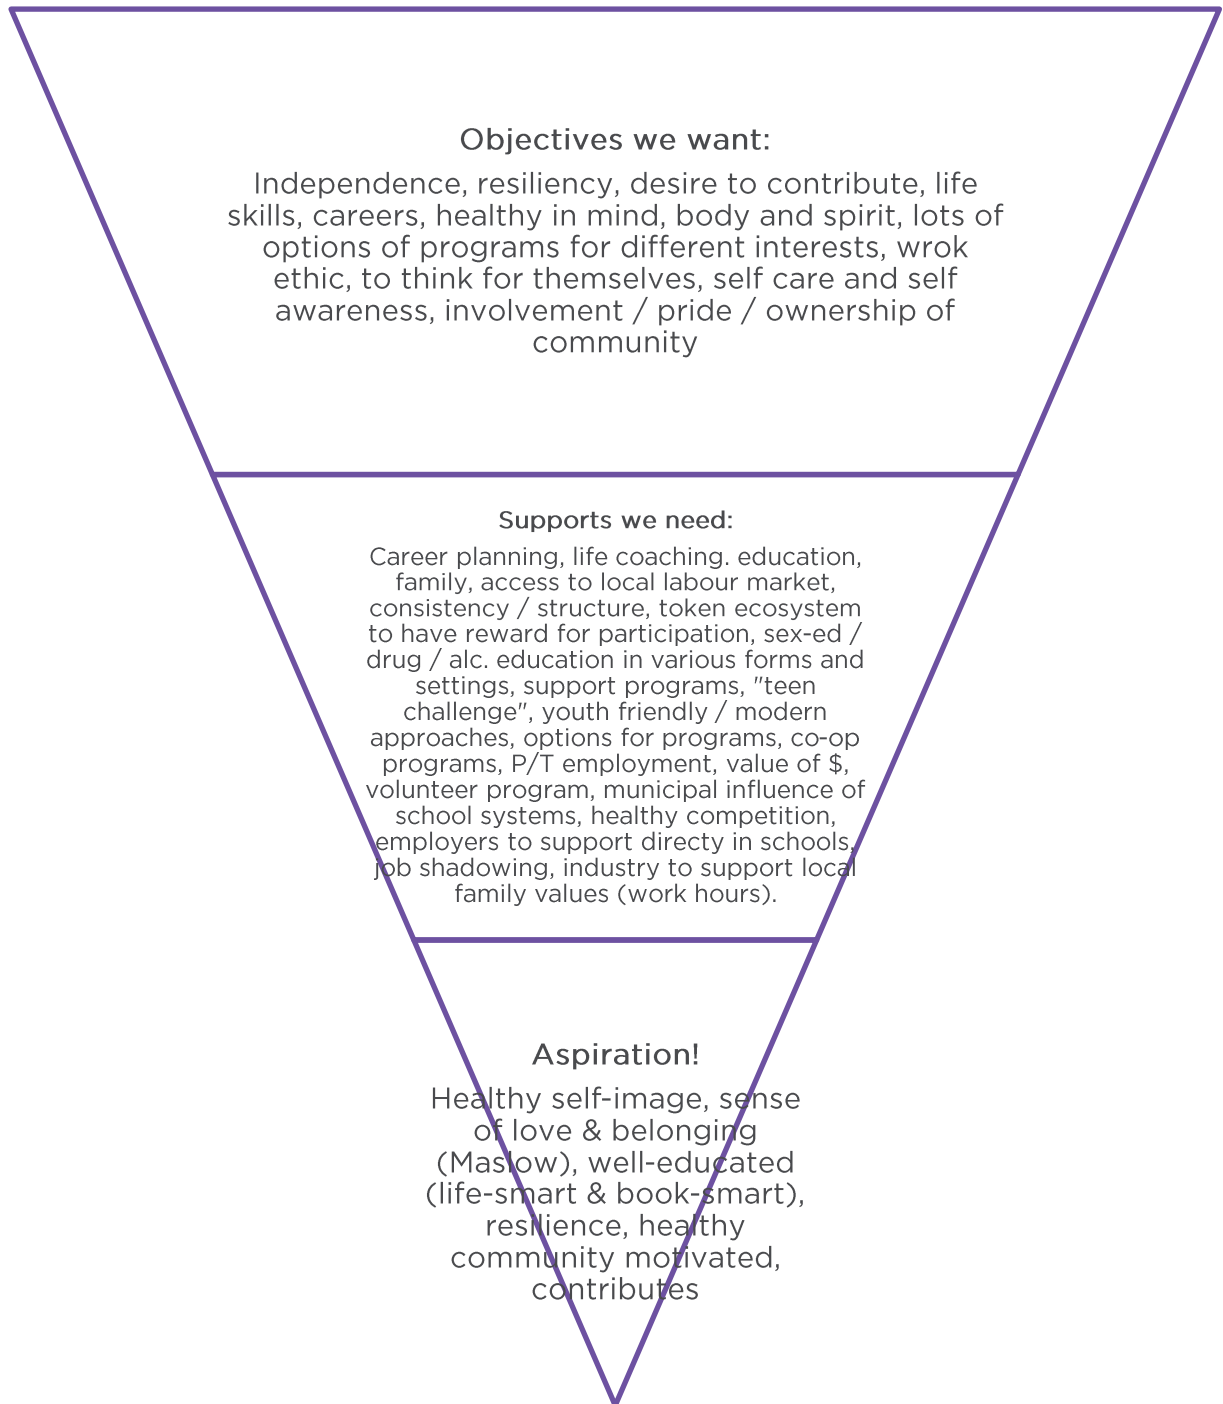 Objectives we want:
Independence, resiliency, desire to contribute, life
skills, careers, healthy in mind, body and spirit, lots of
options of programs for different interests, wrok
ethic, to think for themselves, self care and self
awareness, involvement / pride / ownership of
community
Supports we need:
Career planning, life coaching. education,
family, access to local labour market,
consistency / structure, token ecosystem
to have reward for participation, sex-ed /
drug / alc. education in various forms and
settings, support programs, "teen
challenge", youth friendly / modern
approaches, options for programs, co-op
programs, P/T employment, value of $,
volunteer program, municipal influence of
school systems, healthy competition,
employers to support directy in schools,
job shadowing, industry to support local
family values (work hours).
Aspiration!
Healthy self-image, sense
of love & belonging
(Maslow), well-educated
(life-smart & book-smart),
resilience, healthy
community motivated,
contributes